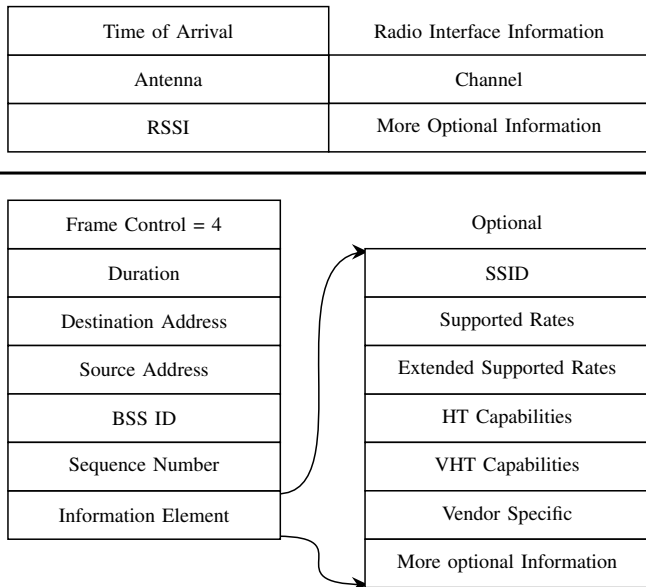 Time of Arrival
Radio Interface Information
Antenna
Channel
RSSI
More Optional Information
Frame Control = 4
Duration
Destination Address
Source Address
BSS ID
Sequence Number
Information Element
Optional
SSID
Supported Rates
Extended Supported Rates
HT Capabilities
VHT Capabilities
Vendor Specific
More optional Information